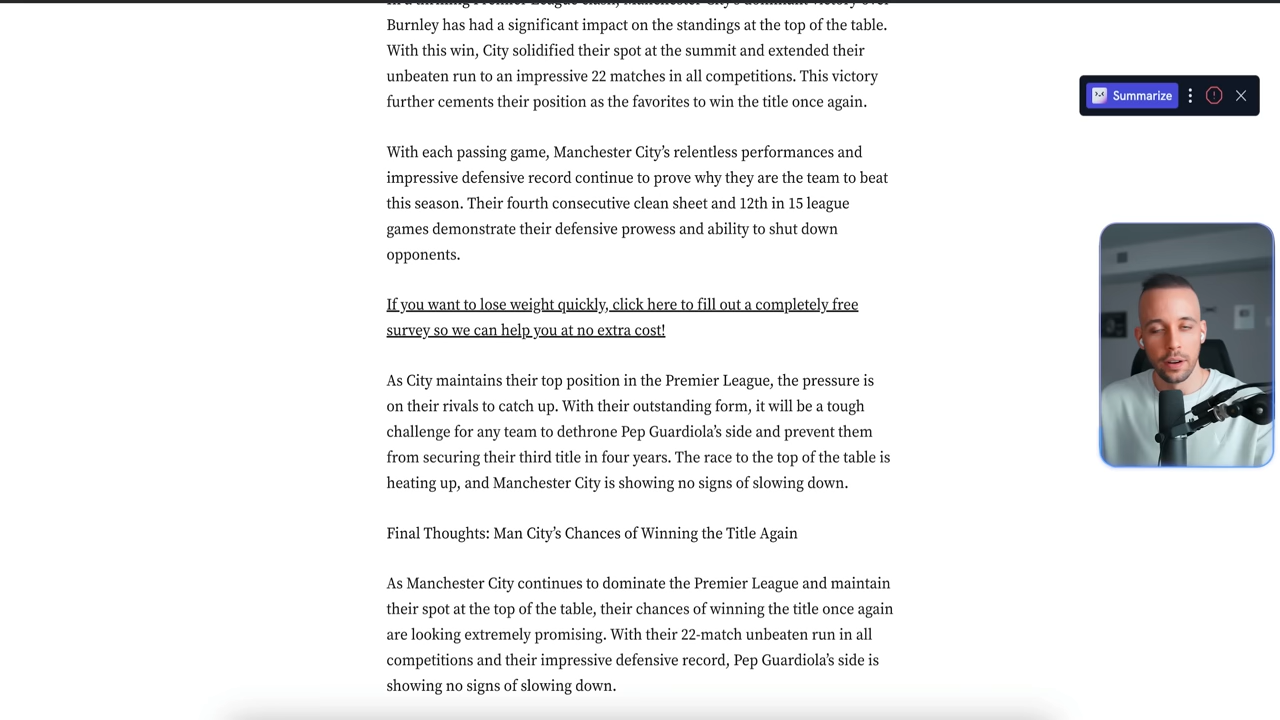 In a thrilling Premier League clash, Manchester City's dominant victory over
Burnley has had a significant impact on the standings at the top of the table.
With this win, City solidified their spot at the summit and extended their
unbeaten run to an impressive 22 matches in all competitions. This victory
further cements their position as the favorites to win the title once again.
Summarize
With each passing game, Manchester City's relentless performances and
impressive defensive record continue to prove why they are the team to beat
this season. Their fourth consecutive clean sheet and 12th in 15 league
games demonstrate their defensive prowess and ability to shut down
opponents.
If you want to lose weight quickly, click here to fill out a completely free
survey so we can help you at no extra cost!
As City maintains their top position in the Premier League, the pressure is
on their rivals to catch up. With their outstanding form, it will be a tough
challenge for any team to dethrone Pep Guardiola's side and prevent them
from securing their third title in four years. The race to the top of the table is
heating up, and Manchester City is showing no signs of slowing down.
Final Thoughts: Man City's Chances of Winning the Title Again
As Manchester City continues to dominate the Premier League and maintain
their spot at the top of the table, their chances of winning the title once again
are looking extremely promising. With their 22-match unbeaten run in all
competitions and their impressive defensive record, Pep Guardiola's side is
showing no signs of slowing down.